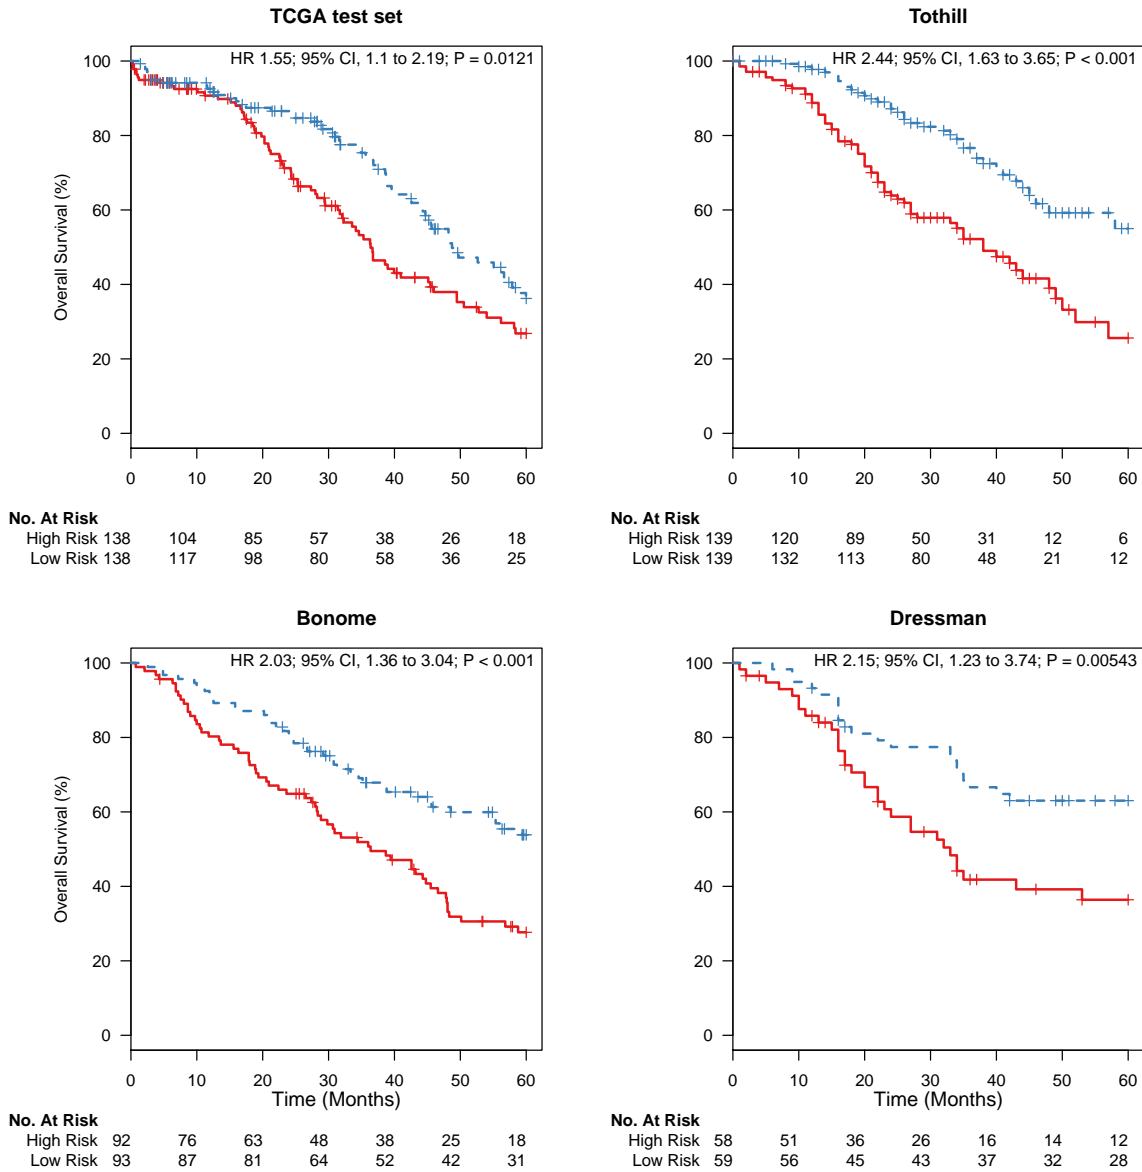 TCGA test set
HR 1.55; 95% CI, 1.1 to 2.19; P = 0.0121
100
80
60
40
20
0
Overall Survival (%)
0 10 20 30 40 50 60
No. At Risk
High Risk 138 104 85 57 38 26 18
Low Risk 138 117 98 80 58 36 25
Tothill
HR 2.44; 95% CI, 1.63 to 3.65; P < 0.001
100
80
60
40
20
0
0 10 20 30 40 50 60
No. At Risk
High Risk 139 120 89 50 31 12 6
Low Risk 139 132 113 80 48 21 12
Bonome
HR 2.03; 95% CI, 1.36 to 3.04; P < 0.001
100
80
60
40
20
0
Overall Survival (%)
0 10 20 30 40 50 60
Time (Months)
No. At Risk
High Risk 92 76 63 48 38 25 18
Low Risk 93 87 81 64 52 42 31
Dressman
HR 2.15; 95% CI, 1.23 to 3.74; P = 0.00543
100
80
60
40
20
0
0 10 20 30 40 50 60
Time (Months)
No. At Risk
High Risk 58 51 36 26 16 14 12
Low Risk 59 56 45 43 37 32 28